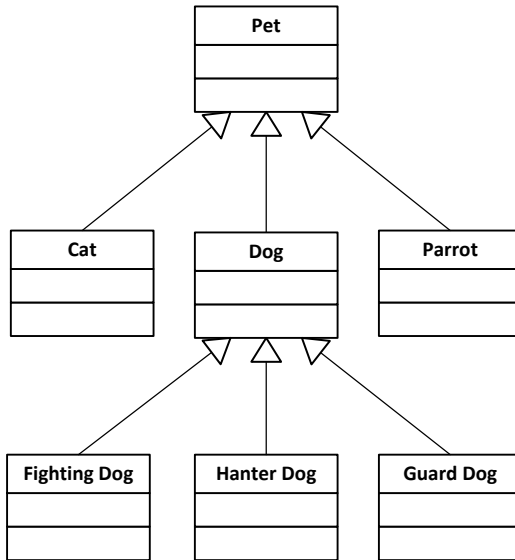 Pet
Cat
Dog
Parrot
Fighting Dog
Hanter Dog
Guard Dog